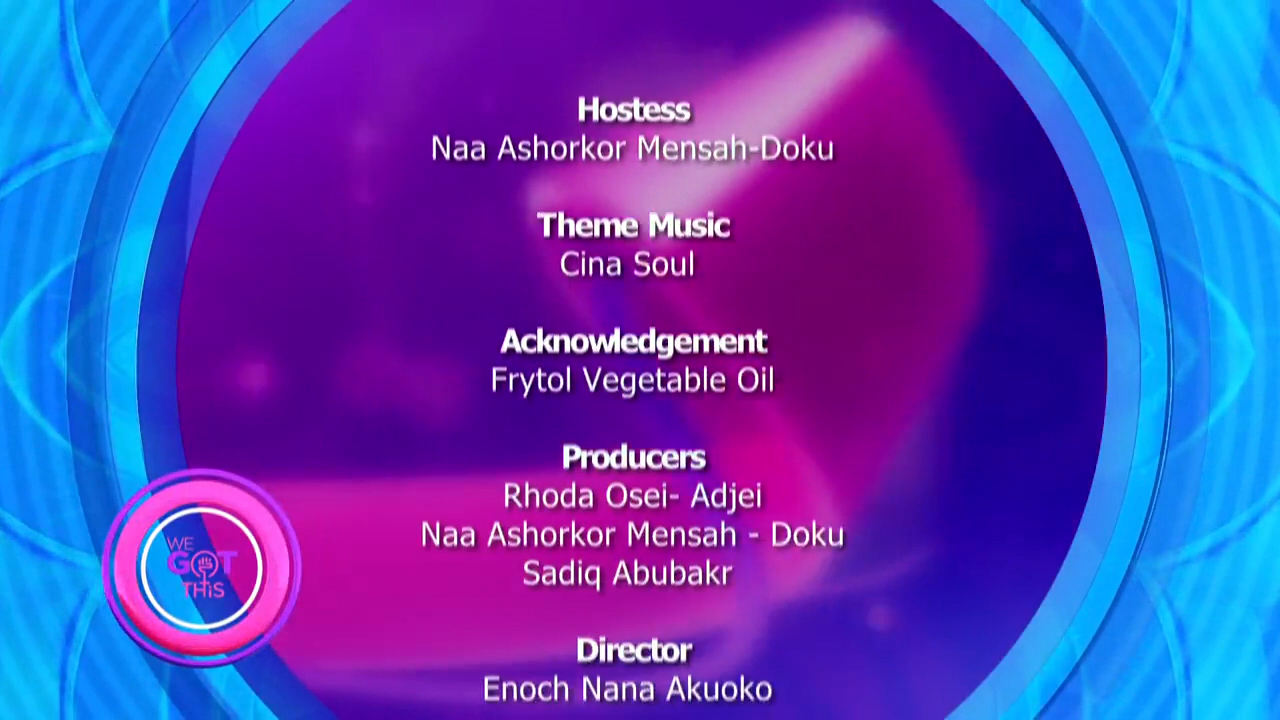 Hostess
Naa Ashorkor Mensah-Doku
Theme Music
Cina Soul
Acknowledgement
Frytol Vegetable Oil
Producers
Rhoda Osei- Adjei
Naa Ashorkor Mensah - Doku
Sadiq Abubakr
Director
Enoch Nana Akuoko
WE
GOT
THIS